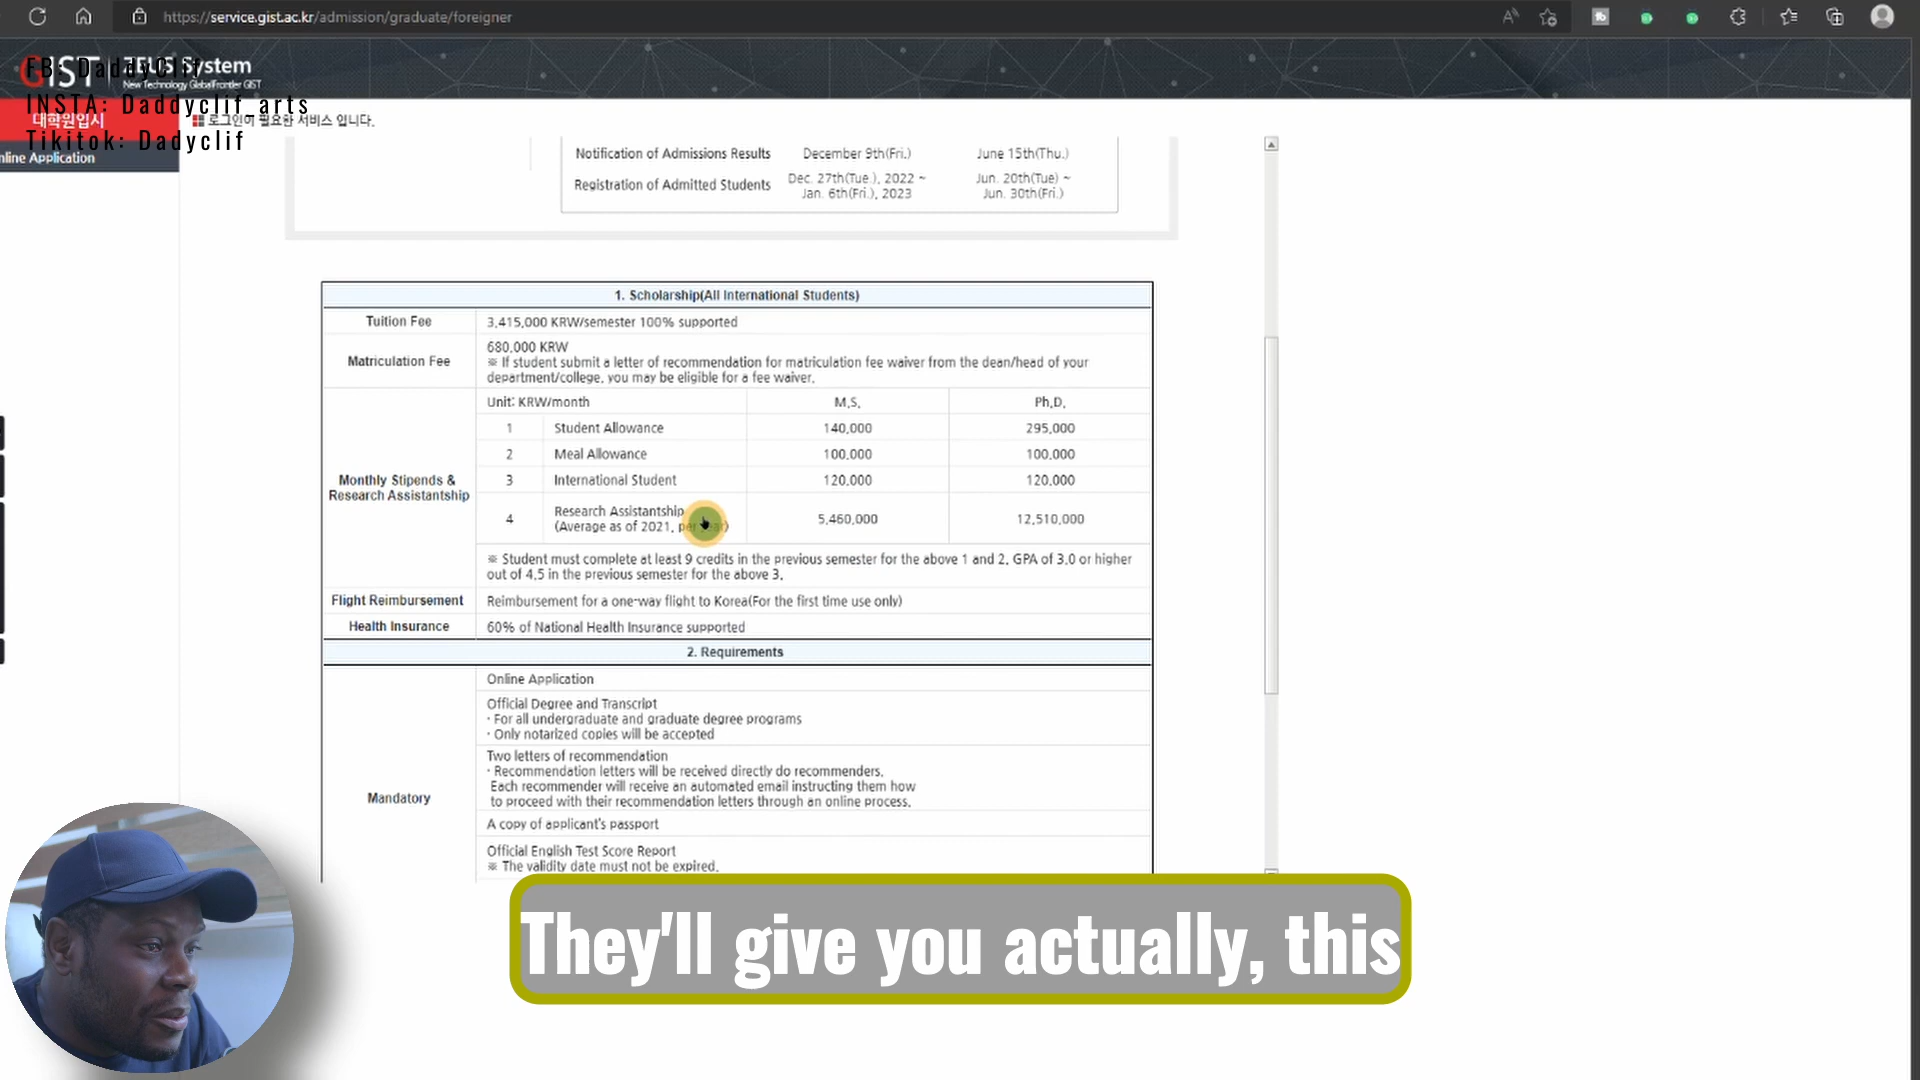 https://service.gist.ac.kr/admission/graduate/foreigner
GIST
ZEUS System
New Technology GlobalFrontier GIST
FB: DaddyClif
INSTA: Daddyclif_arts
Tikitok: Dadyclif
대학원입시
로그인이 필요한 서비스 입니다.
nline Application
Notification of Admissions Results December 9th(Fri.) June 15th(Thu.)
Registration of Admitted Students Dec. 27th(Tue.), 2022 ~ Jan. 6th(Fri.), 2023 Jun. 20th(Tue) ~ Jun. 30th(Fri.)
1. Scholarship(All International Students)
Tuition Fee 3,415,000 KRW/semester 100% supported
Matriculation Fee
680,000 KRW
※ If student submit a letter of recommendation for matriculation fee waiver from the dean/head of your
department/college, you may be eligible for a fee waiver.
Monthly Stipends &
Research Assistantship
Unit: KRW/month M.S. Ph.D.
1 Student Allowance 140,000 295,000
2 Meal Allowance 100,000 100,000
3 International Student 120,000 120,000
4 Research Assistantship
(Average as of 2021, per year) 5,460,000 12,510,000
※ Student must complete at least 9 credits in the previous semester for the above 1 and 2. GPA of 3.0 or higher
out of 4.5 in the previous semester for the above 3.
Flight Reimbursement Reimbursement for a one-way flight to Korea(For the first time use only)
Health Insurance 60% of National Health Insurance supported
2. Requirements
Mandatory
Online Application
Official Degree and Transcript
· For all undergraduate and graduate degree programs
· Only notarized copies will be accepted
Two letters of recommendation
· Recommendation letters will be received directly do recommenders.
Each recommender will receive an automated email instructing them how
to proceed with their recommendation letters through an online process.
A copy of applicant's passport
Official English Test Score Report
※ The validity date must not be expired.
They'll give you actually, this